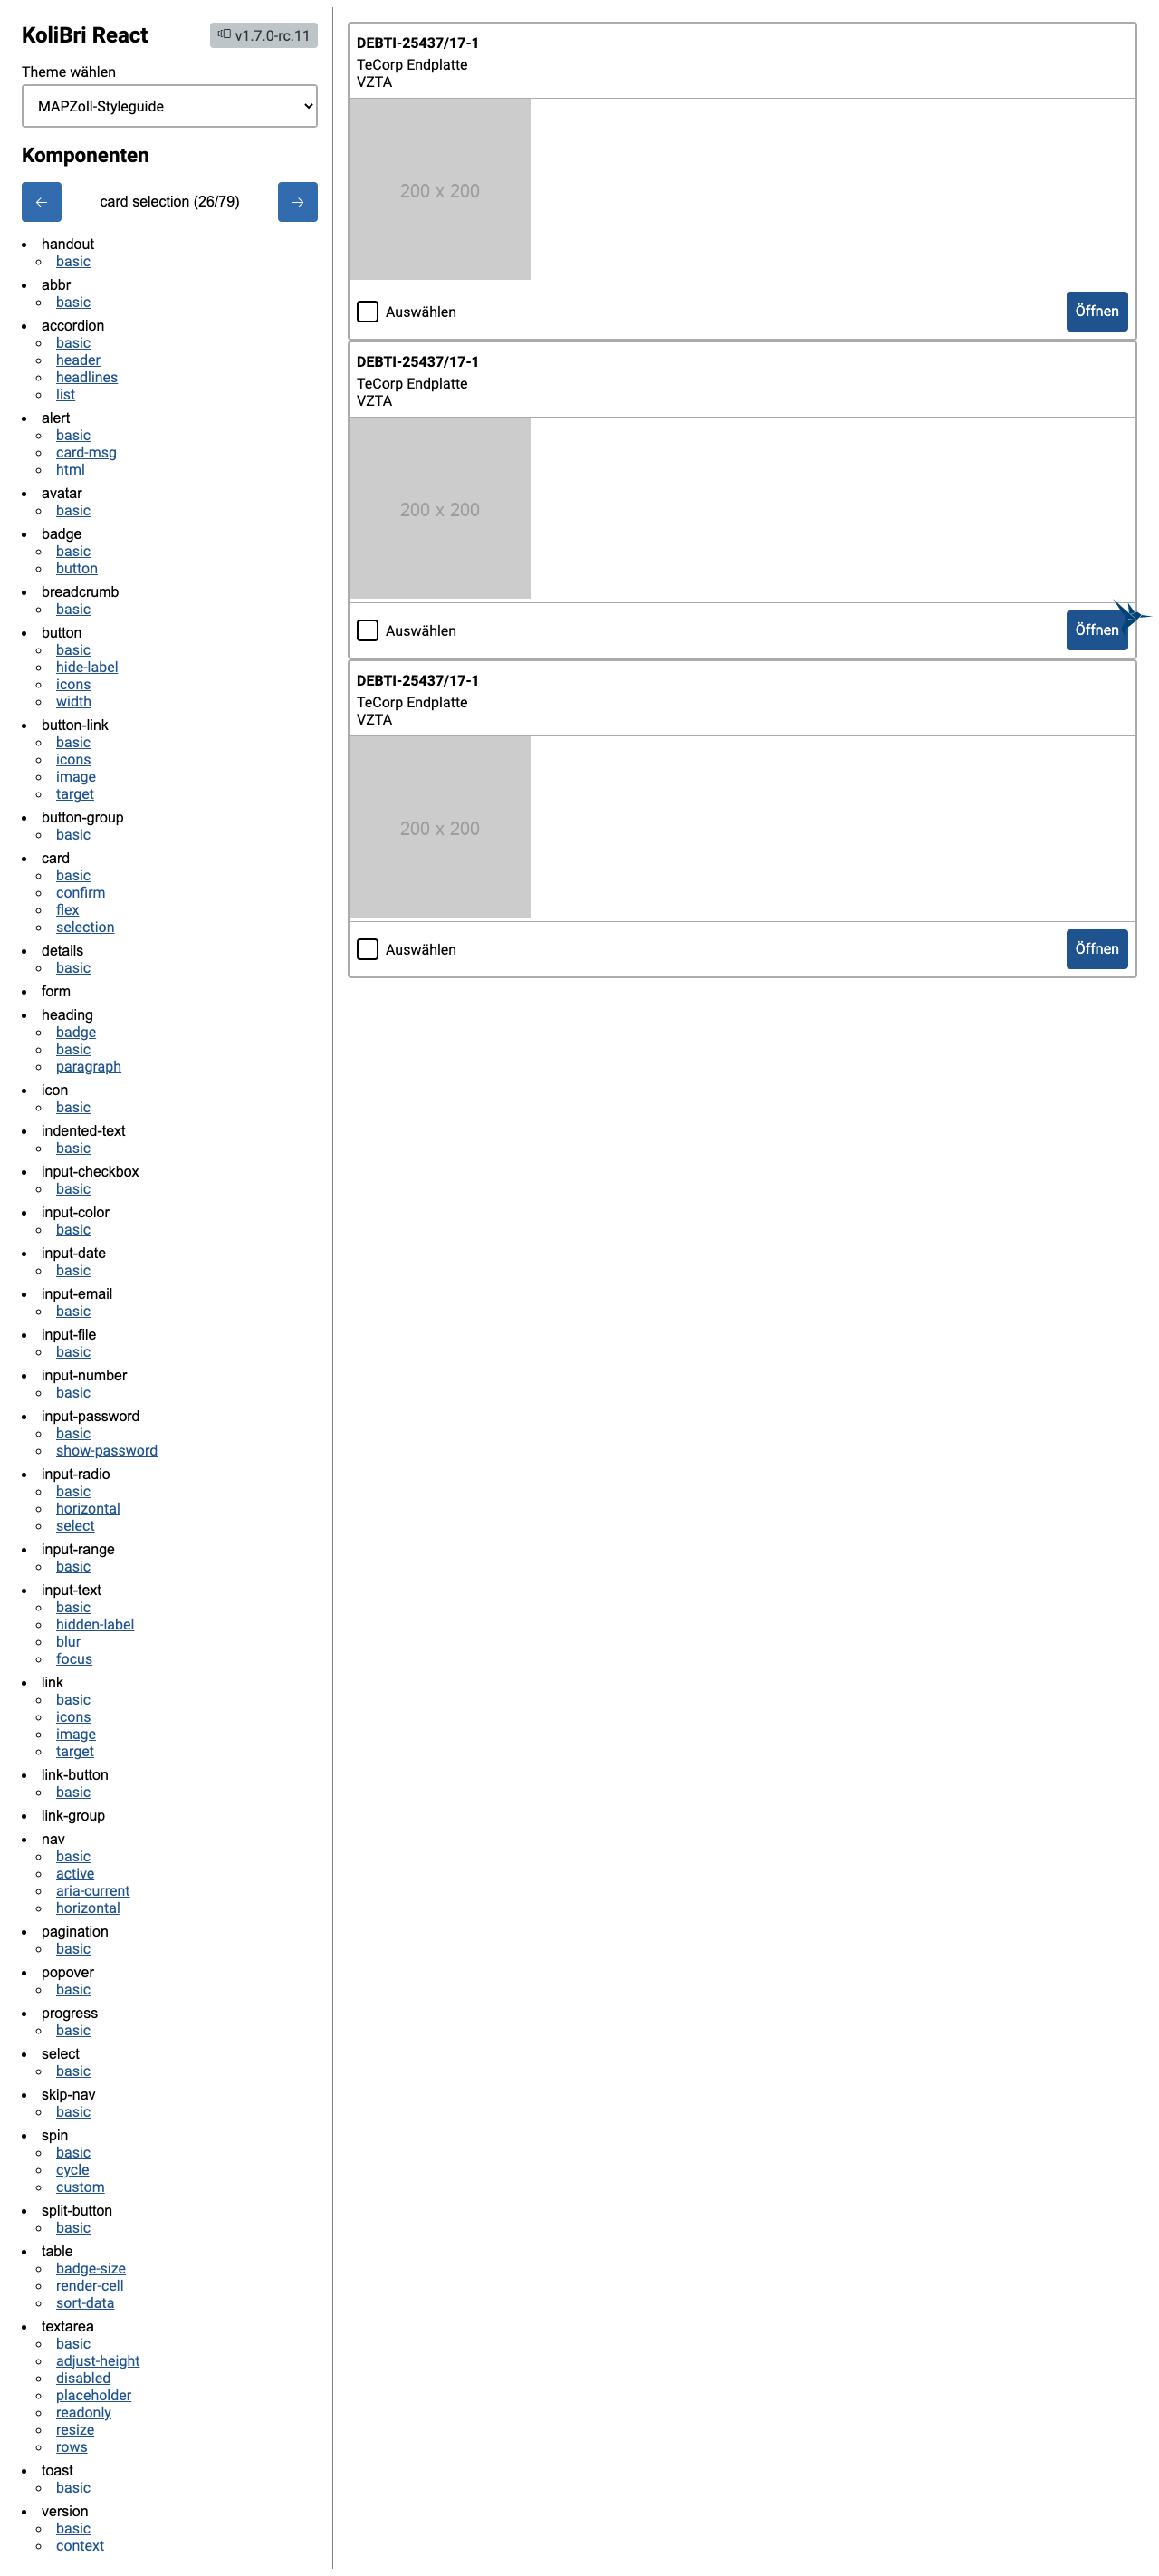 KoliBri React
v1.7.0-rc.11
Theme wählen
MAPZoll-Styleguide
Komponenten
←
card selection (26/79)
→
handout
basic
abbr
basic
accordion
basic
header
headlines
list
alert
basic
card-msg
html
avatar
basic
badge
basic
button
breadcrumb
basic
button
basic
hide-label
icons
width
button-link
basic
icons
image
target
button-group
basic
card
basic
confirm
flex
selection
details
basic
form
heading
badge
basic
paragraph
icon
basic
indented-text
basic
input-checkbox
basic
input-color
basic
input-date
basic
input-email
basic
input-file
basic
input-number
basic
input-password
basic
show-password
input-radio
basic
horizontal
select
input-range
basic
input-text
basic
hidden-label
blur
focus
link
basic
icons
image
target
link-button
basic
link-group
nav
basic
active
aria-current
horizontal
pagination
basic
popover
basic
progress
basic
select
basic
skip-nav
basic
spin
basic
cycle
custom
split-button
basic
table
badge-size
render-cell
sort-data
textarea
basic
adjust-height
disabled
placeholder
readonly
resize
rows
toast
basic
version
basic
context
DEBTI-25437/17-1
TeCorp Endplatte
VZTA
200 x 200
Auswählen
Öffnen
DEBTI-25437/17-1
TeCorp Endplatte
VZTA
200 x 200
Auswählen
Öffnen
DEBTI-25437/17-1
TeCorp Endplatte
VZTA
200 x 200
Auswählen
Öffnen